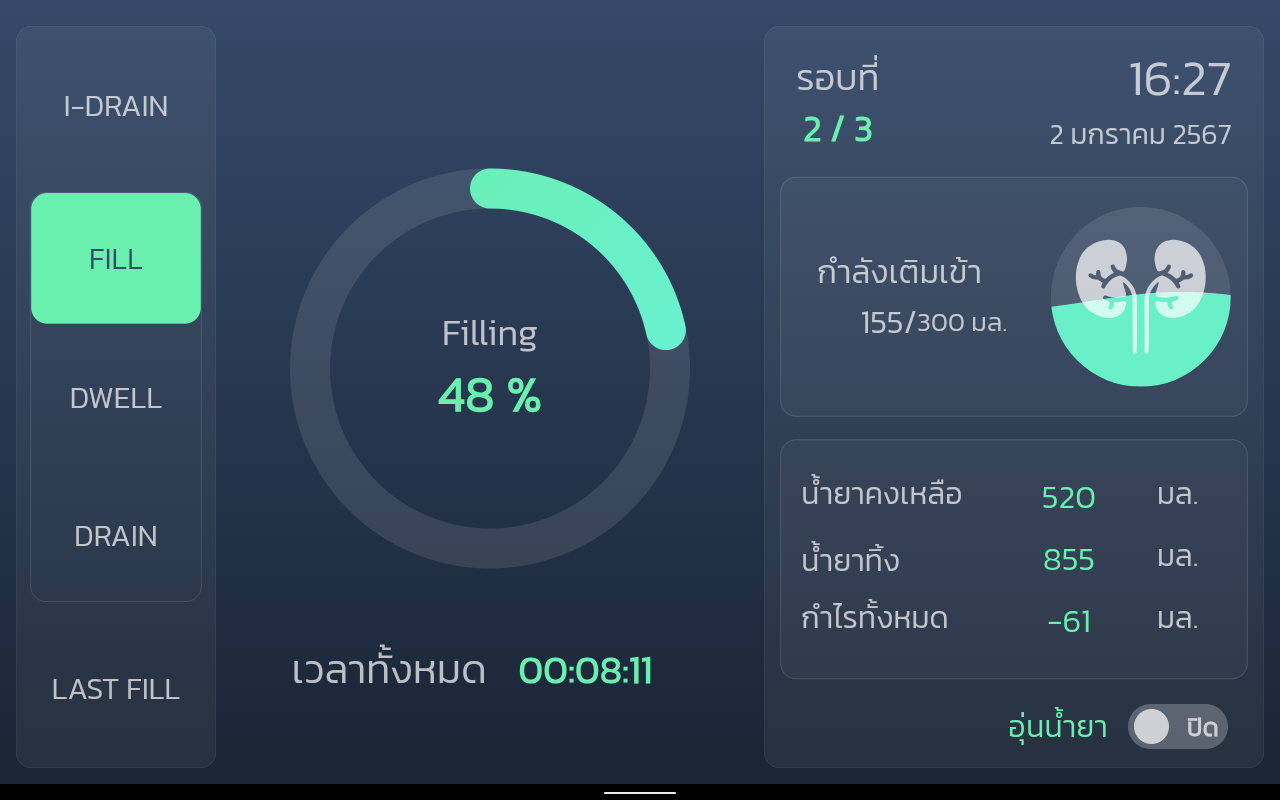 I-DRAIN
FILL
DWELL
DRAIN
LAST FILL
Filling
48 %
เวลาทั้งหมด 00:08:11
รอบที่
2 / 3
16:27
2 มกราคม 2567
กำลังเติมเข้า
155/300 มล.
น้ำยาคงเหลือ 520 มล.
น้ำยาทิ้ง 855 มล.
กำไรทั้งหมด -61 มล.
อุ่นน้ำยา ปิด